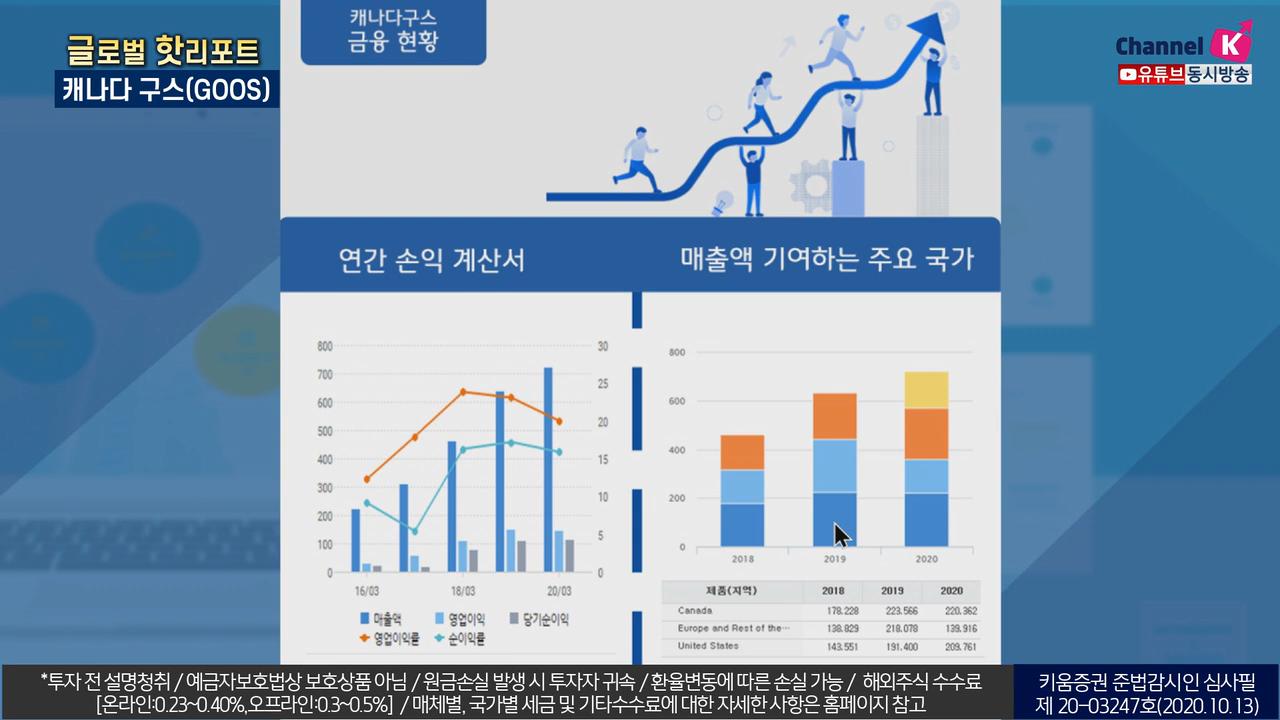 글로벌 핫리포트
캐나다 구스(GOOS)
캐나다구스
금융 현황
Channel K
유튜브동시방송
연간 손익 계산서
800
700
600
500
400
300
200
100
0
30
25
20
15
10
5
0
16/03 18/03 20/03
매출액 영업이익 당기순이익
영업이익률 순이익률
매출액 기여하는 주요 국가
800
600
400
200
0
2018 2019 2020
제품(지역) 2018 2019 2020
Canada 178.228 223.566 220.362
Europe and Rest of the··· 138.829 218.078 139.916
United States 143.551 191.400 209.761
*투자 전 설명청취 / 예금자보호법상 보호상품 아님 / 원금손실 발생 시 투자자 귀속 / 환율변동에 따른 손실 가능 / 해외주식 수수료
[온라인:0.23~0.40%,오프라인:0.3~0.5%] / 매체별, 국가별 세금 및 기타수수료에 대한 자세한 사항은 홈페이지 참고
키움증권 준법감시인 심사필
제 20-03247호(2020.10.13)